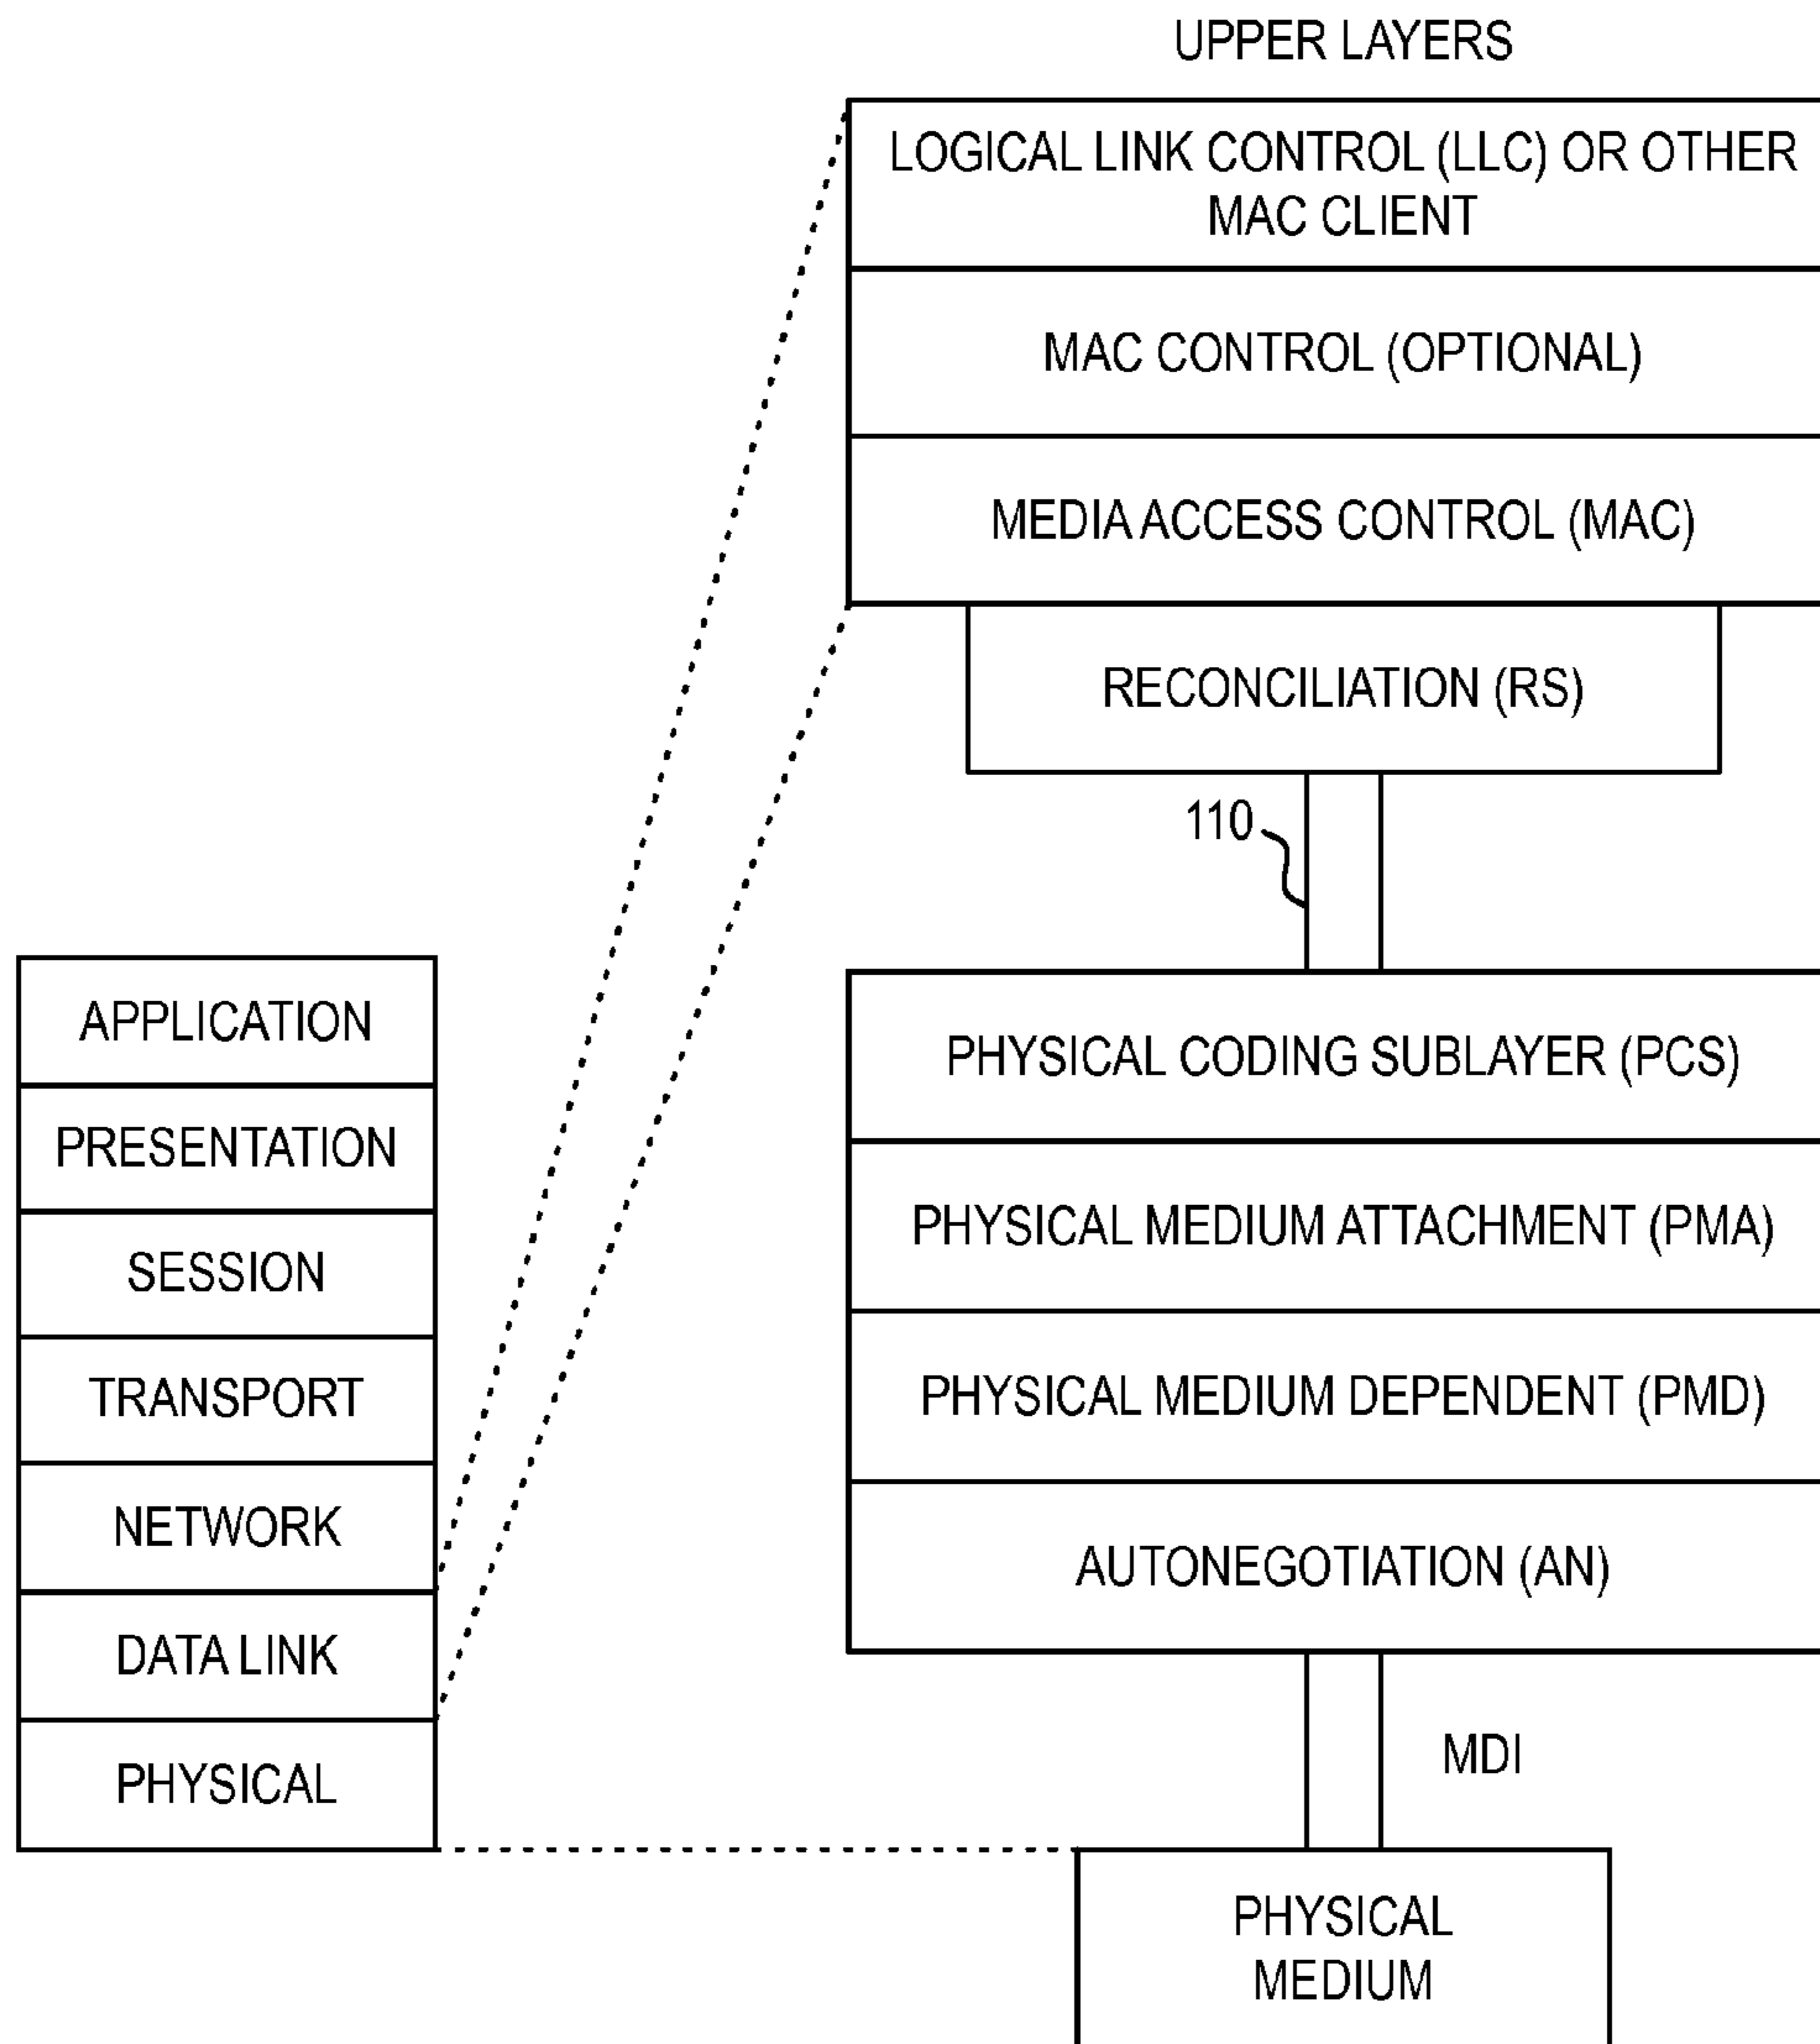 UPPER LAYERS
LOGICAL LINK CONTROL (LLC) OR OTHER
MAC CLIENT
MAC CONTROL (OPTIONAL)
MEDIA ACCESS CONTROL (MAC)
RECONCILIATION (RS)
110
PHYSICAL CODING SUBLAYER (PCS)
PHYSICAL MEDIUM ATTACHMENT (PMA)
PHYSICAL MEDIUM DEPENDENT (PMD)
AUTONEGOTIATION (AN)
MDI
PHYSICAL
MEDIUM
APPLICATION
PRESENTATION
SESSION
TRANSPORT
NETWORK
DATA LINK
PHYSICAL